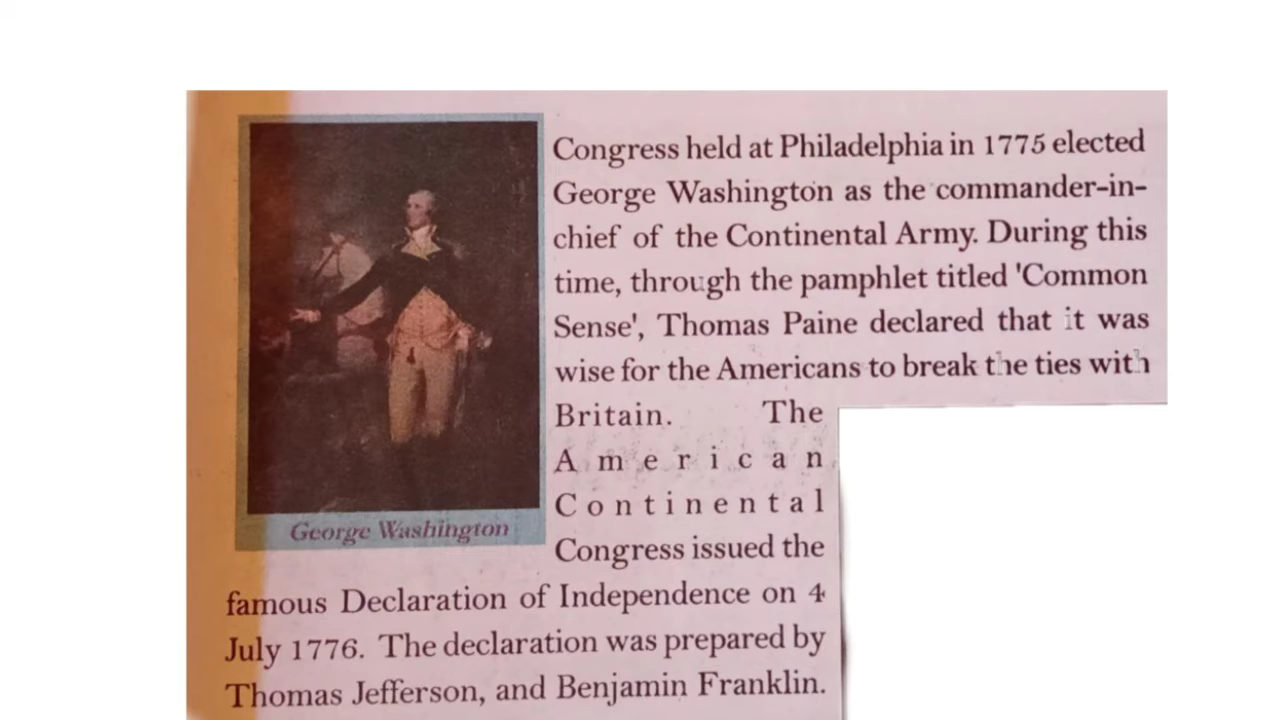 Congress held at Philadelphia in 1775 elected
George Washington as the commander-in-
chief of the Continental Army. During this
time, through the pamphlet titled 'Common
Sense', Thomas Paine declared that it was
wise for the Americans to break the ties with
Britain. The
American
Continental
Congress issued the
famous Declaration of Independence on 4
July 1776. The declaration was prepared by
Thomas Jefferson, and Benjamin Franklin.
George Washington